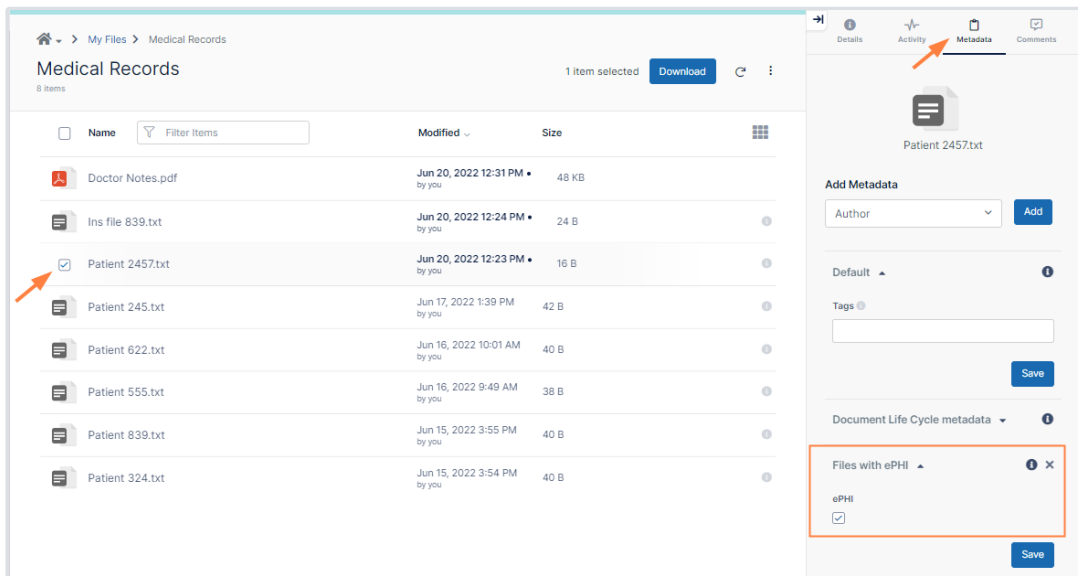 My Files > Medical Records
Medical Records
8 items
1 item selected
Download
Name
Filter Items
Modified
Size
Doctor Notes.pdf
Jun 20, 2022 12:31 PM •
48 KB
by you
Ins file 839.txt
Jun 20, 2022 12:24 PM •
24 B
by you
Patient 2457.txt
Jun 20, 2022 12:23 PM •
16 B
by you
Patient 245.txt
Jun 17, 2022 1:39 PM
42 B
by you
Patient 622.txt
Jun 16, 2022 10:01 AM
40 B
by you
Patient 555.txt
Jun 16, 2022 9:49 AM
38 B
by you
Patient 839.txt
Jun 15, 2022 3:55 PM
40 B
by you
Patient 324.txt
Jun 15, 2022 3:54 PM
40 B
by you
Details
Activity
Metadata
Comments
Patient 2457.txt
Add Metadata
Author
Add
Default
Tags
Save
Document Life Cycle metadata
Files with ePHI
ePHI
Save